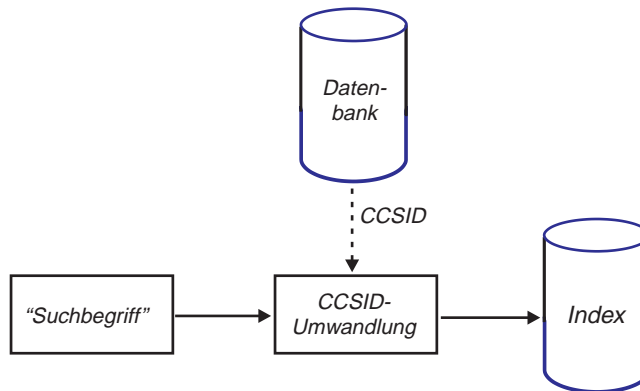 Daten-
bank
CCSID
“Suchbegriff”
CCSID-
Umwandlung
Index